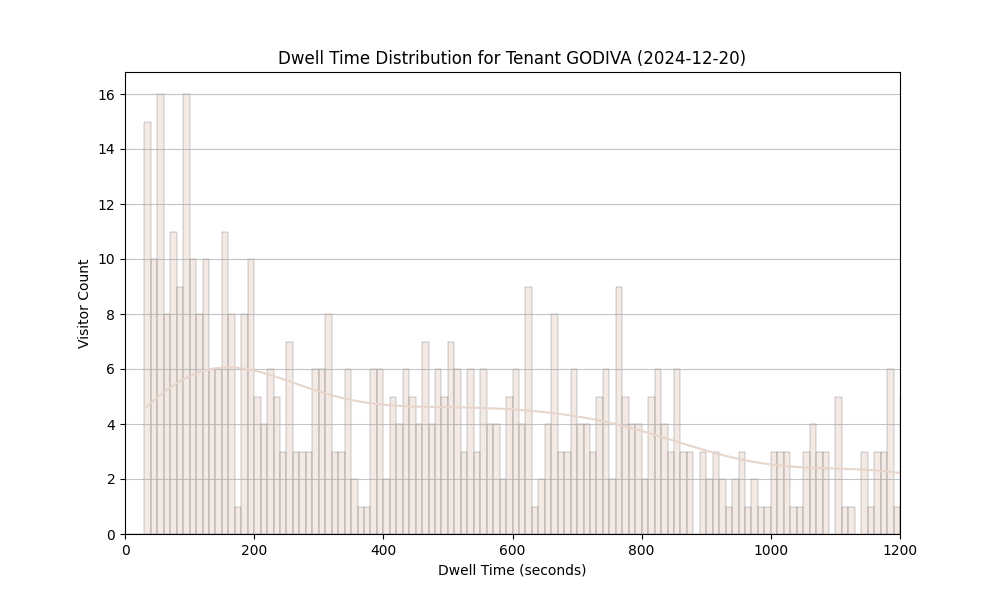 Dwell Time Distribution for Tenant GODIVA (2024-12-20)
16
14
12
10
8
6
4
2
0
Visitor Count
0 200 400 600 800 1000 1200
Dwell Time (seconds)